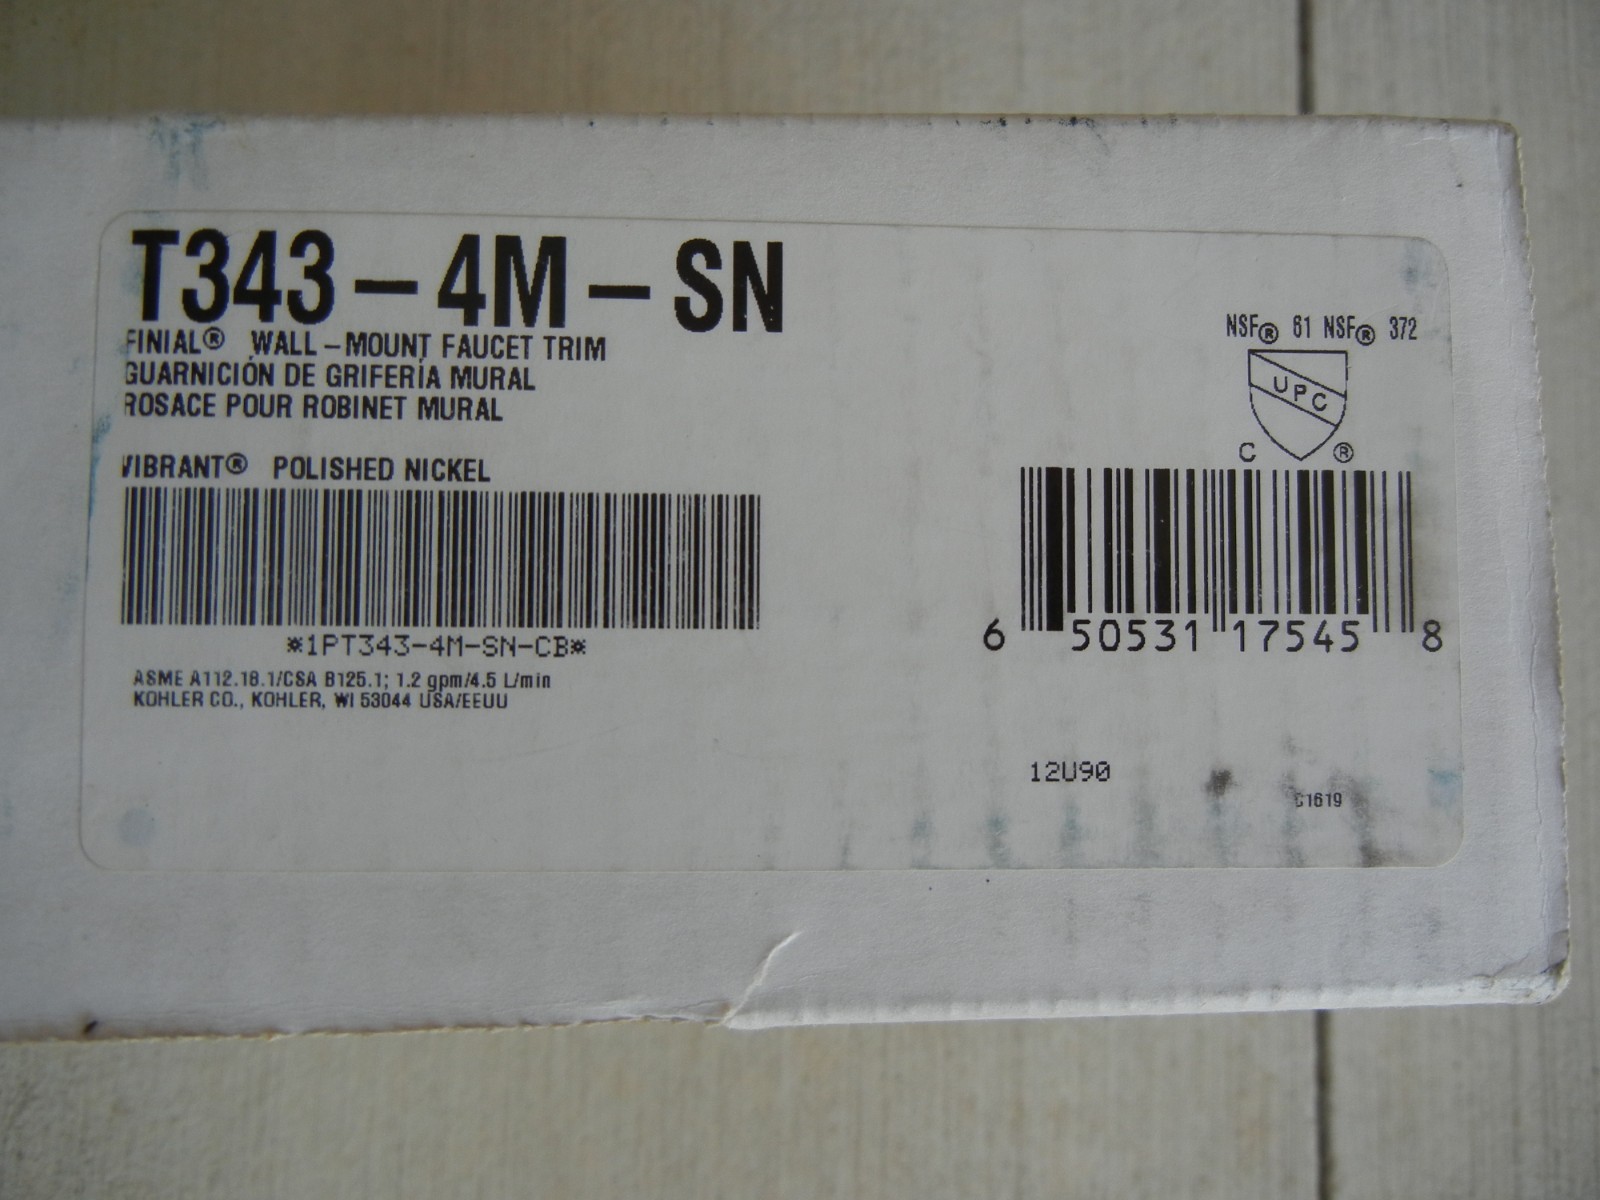 T343-4M-SN
FINIAL® WALL-MOUNT FAUCET TRIM
GUARNICIÓN DE GRIFERÍA MURAL
ROSACE POUR ROBINET MURAL
VIBRANT® POLISHED NICKEL
*1PT343-4M-SN-CB*
ASME A112.18.1/CSA B125.1; 1.2 gpm/4.5 L/min
KOHLER CO., KOHLER, WI 53044 USA/EEUU
NSF® 61 NSF® 372
UPC
C ®
6 50531 17545 8
12U90
C1619